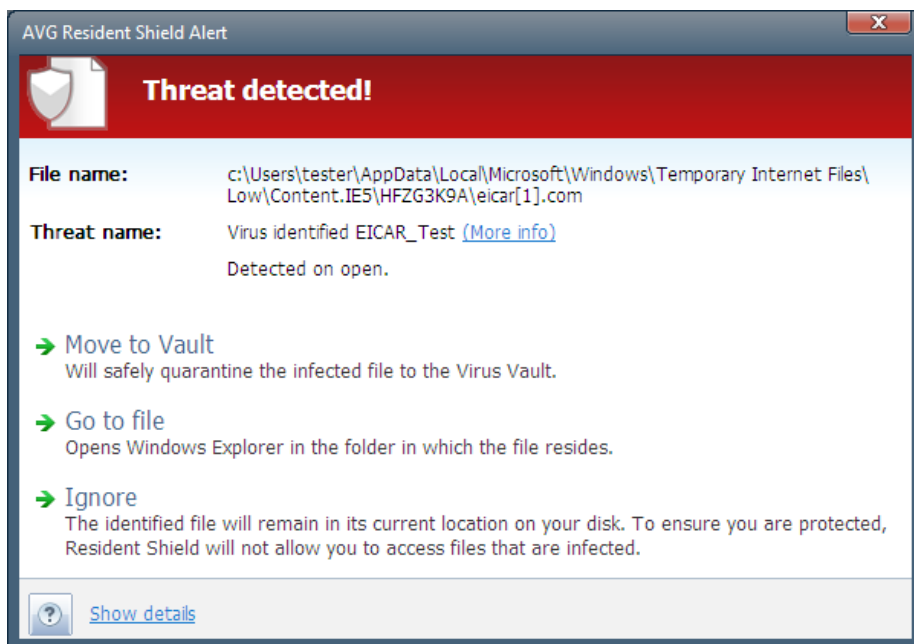 AVG Resident Shield Alert
Threat detected!
File name: c:\Users\tester\AppData\Local\Microsoft\Windows\Temporary Internet Files\
Low\Content.IE5\HFZG3K9A\eicar[1].com
Threat name: Virus identified EICAR_Test (More info)
Detected on open.
Move to Vault
Will safely quarantine the infected file to the Virus Vault.
Go to file
Opens Windows Explorer in the folder in which the file resides.
Ignore
The identified file will remain in its current location on your disk. To ensure you are protected,
Resident Shield will not allow you to access files that are infected.
? Show details